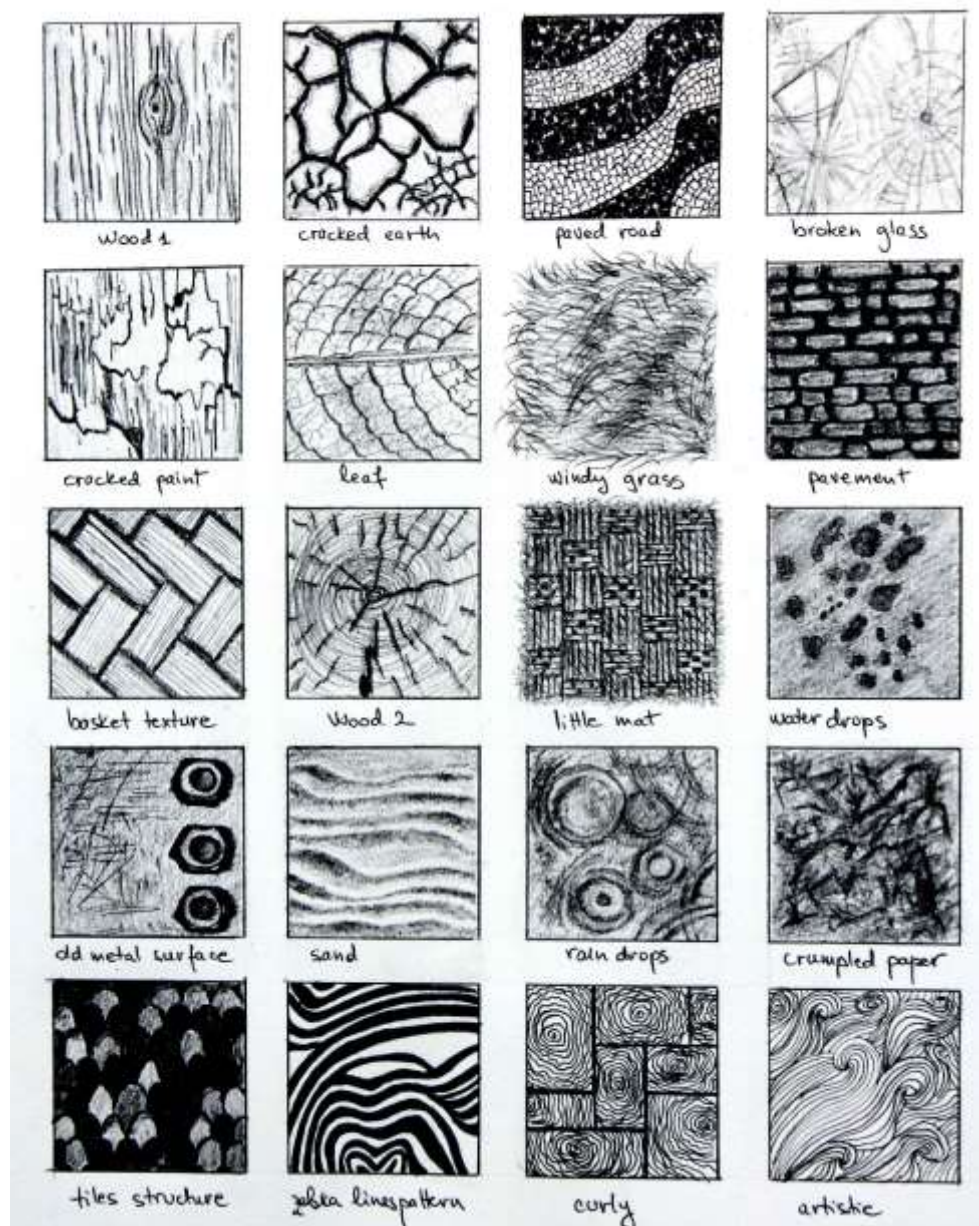 Wood 1
cracked earth
paved road
broken glass
cracked paint
leaf
windy grass
pavement
basket texture
Wood 2
little mat
water drops
old metal surface
sand
rain drops
crumpled paper
tiles structure
zebra linespattern
curly
artistic